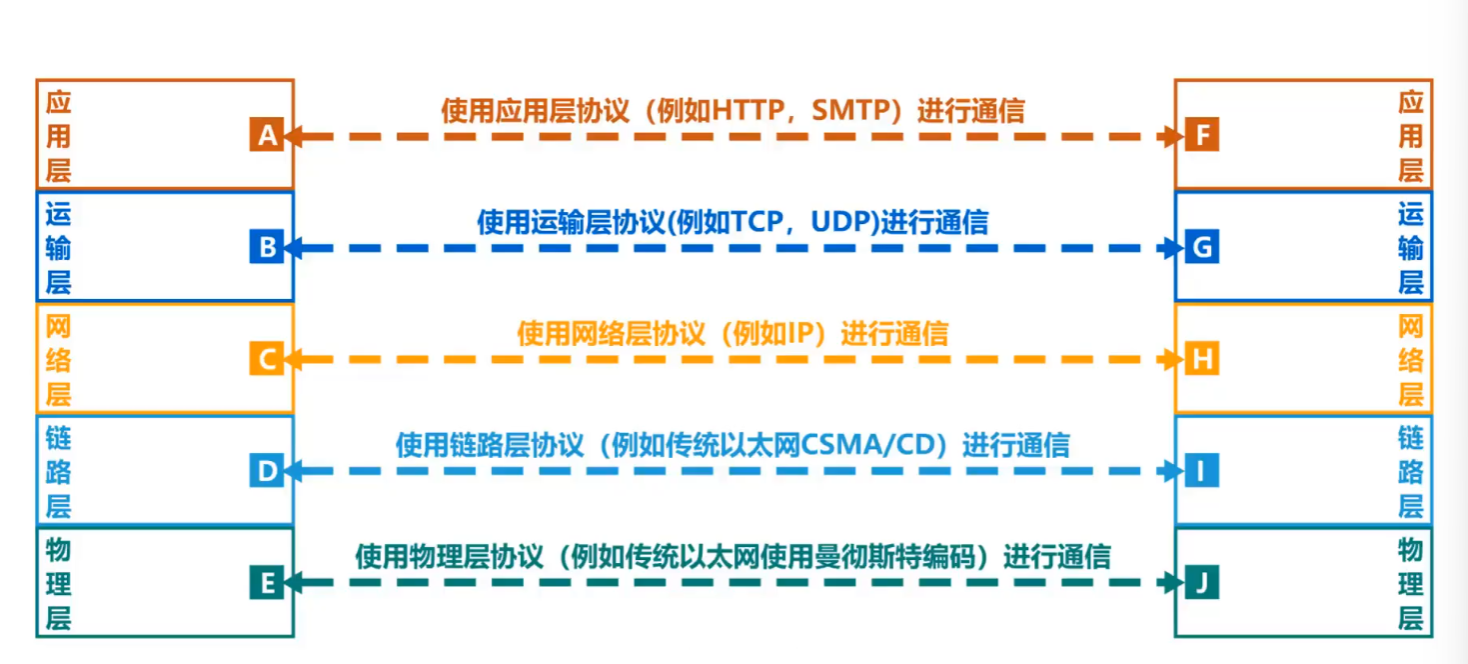 应用层
A
使用应用层协议（例如HTTP，SMTP）进行通信
F
应用层
运输层
B
使用运输层协议(例如TCP，UDP)进行通信
G
运输层
网络层
C
使用网络层协议（例如IP）进行通信
H
网络层
链路层
D
使用链路层协议（例如传统以太网CSMA/CD）进行通信
I
链路层
物理层
E
使用物理层协议（例如传统以太网使用曼彻斯特编码）进行通信
J
物理层